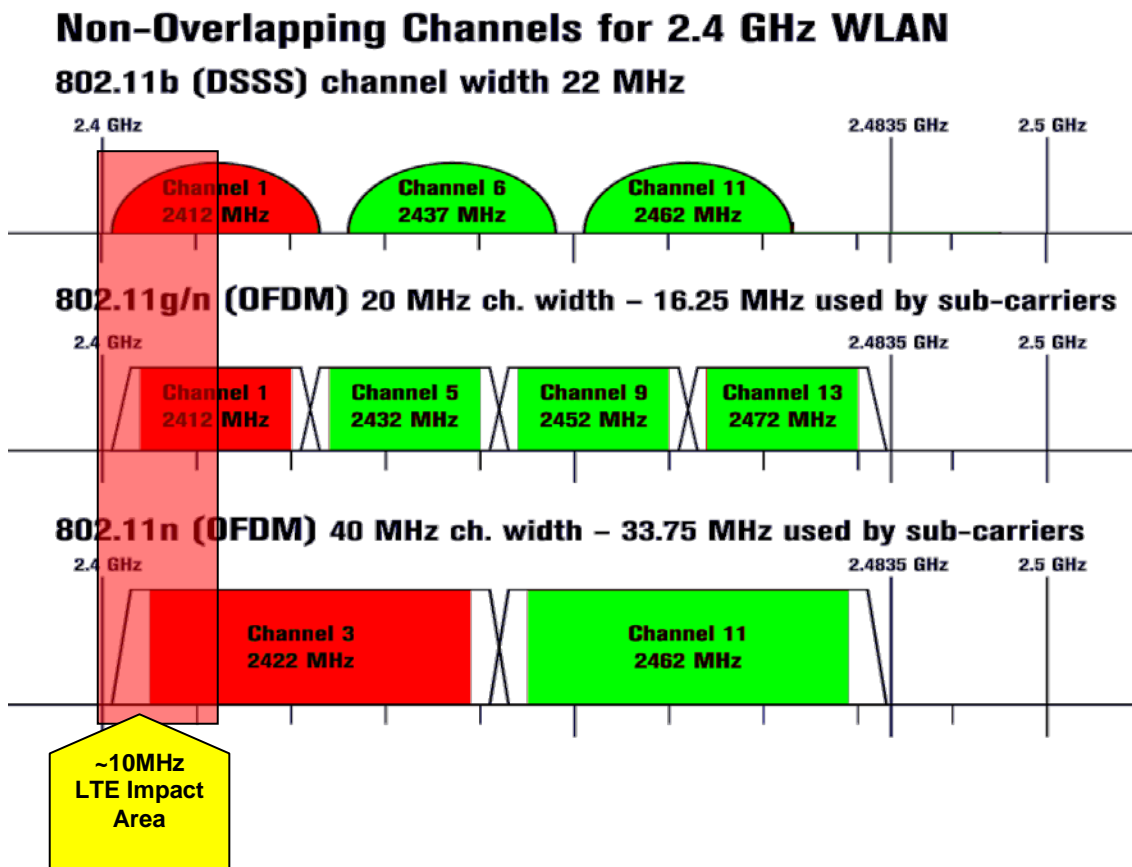 Non-Overlapping Channels for 2.4 GHz WLAN
802.11b (DSSS) channel width 22 MHz
2.4 GHz 2.4835 GHz 2.5 GHz
Channel 1 Channel 6 Channel 11
2412 MHz 2437 MHz 2462 MHz
802.11g/n (OFDM) 20 MHz ch. width – 16.25 MHz used by sub-carriers
2.4 GHz 2.4835 GHz 2.5 GHz
Channel 1 Channel 5 Channel 9 Channel 13
2412 MHz 2432 MHz 2452 MHz 2472 MHz
802.11n (OFDM) 40 MHz ch. width – 33.75 MHz used by sub-carriers
2.4 GHz 2.4835 GHz 2.5 GHz
Channel 3 Channel 11
2422 MHz 2462 MHz
~10MHz
LTE Impact
Area